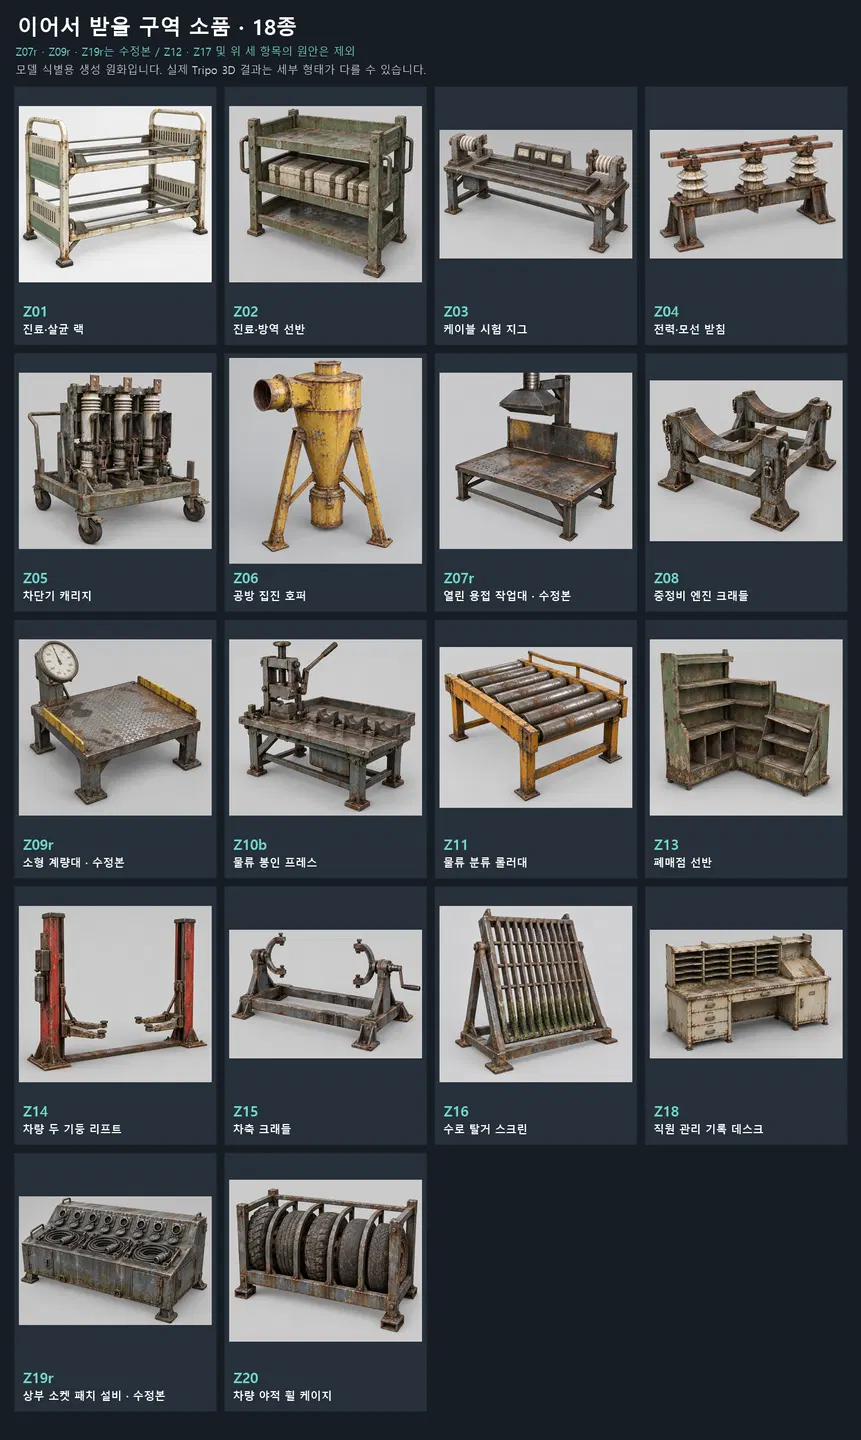 이어서 받을 구역 소품 · 18종
Z07r · Z09r · Z19r는 수정본 / Z12 · Z17 및 위 세 항목의 원안은 제외
모델 식별용 생성 원화입니다. 실제 Tripo 3D 결과는 세부 형태가 다를 수 있습니다.
Z01
진료·살균 랙
Z02
진료·방역 선반
Z03
케이블 시험 지그
Z04
전력·모선 받침
Z05
차단기 캐리지
Z06
공방 집진 호퍼
Z07r
열린 용접 작업대 · 수정본
Z08
중정비 엔진 크래들
Z09r
소형 계량대 · 수정본
Z10b
물류 봉인 프레스
Z11
물류 분류 롤러대
Z13
폐매점 선반
Z14
차량 두 기둥 리프트
Z15
차축 크래들
Z16
수로 탈거 스크린
Z18
직원 관리 기록 데스크
Z19r
상부 소켓 패치 설비 · 수정본
Z20
차량 야적 휠 케이지